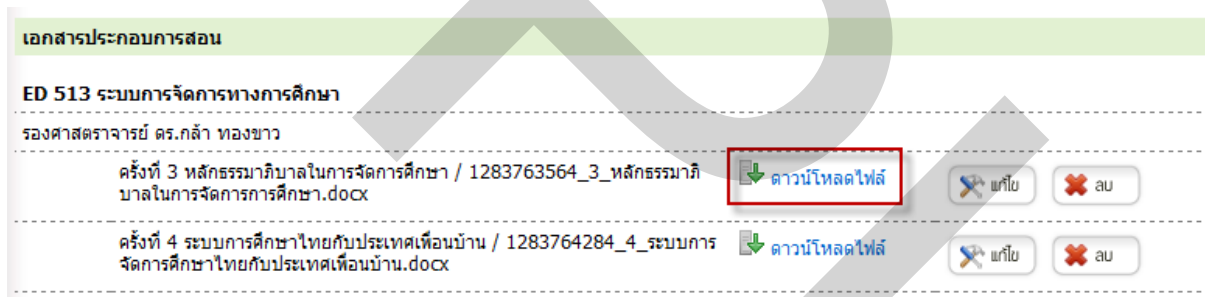 เอกสารประกอบการสอน
ED 513 ระบบการจัดการทางการศึกษา
รองศาสตราจารย์ ดร.กล้า ทองขาว
ครั้งที่ 3 หลักธรรมาภิบาลในการจัดการศึกษา / 1283763564_3_หลักธรรมาภิ ดาวน์โหลดไฟล์ แก้ไข ลบ
บาลในการจัดการการศึกษา.docx
ครั้งที่ 4 ระบบการศึกษาไทยกับประเทศเพื่อนบ้าน / 1283764284_4_ระบบการ ดาวน์โหลดไฟล์ แก้ไข ลบ
จัดการศึกษาไทยกับประเทศเพื่อนบ้าน.docx